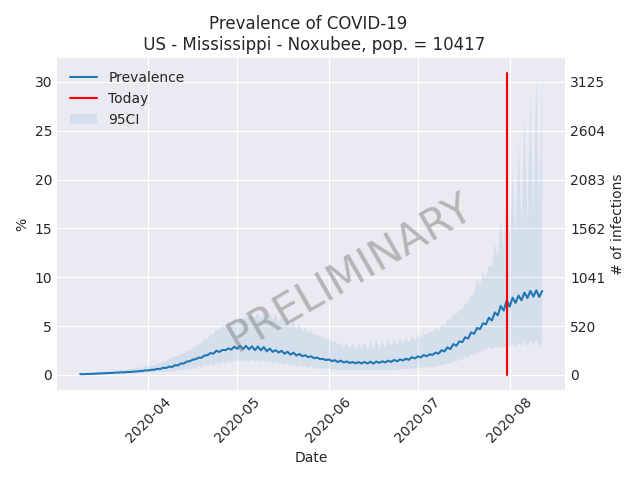 Prevalence of COVID-19
US - Mississippi - Noxubee, pop. = 10417
Prevalence
Today
95CI
30
25
20
15
10
5
0
%
3125
2604
2083
1562
1041
520
0
# of infections
PRELIMINARY
2020-04
2020-05
2020-06
2020-07
2020-08
Date